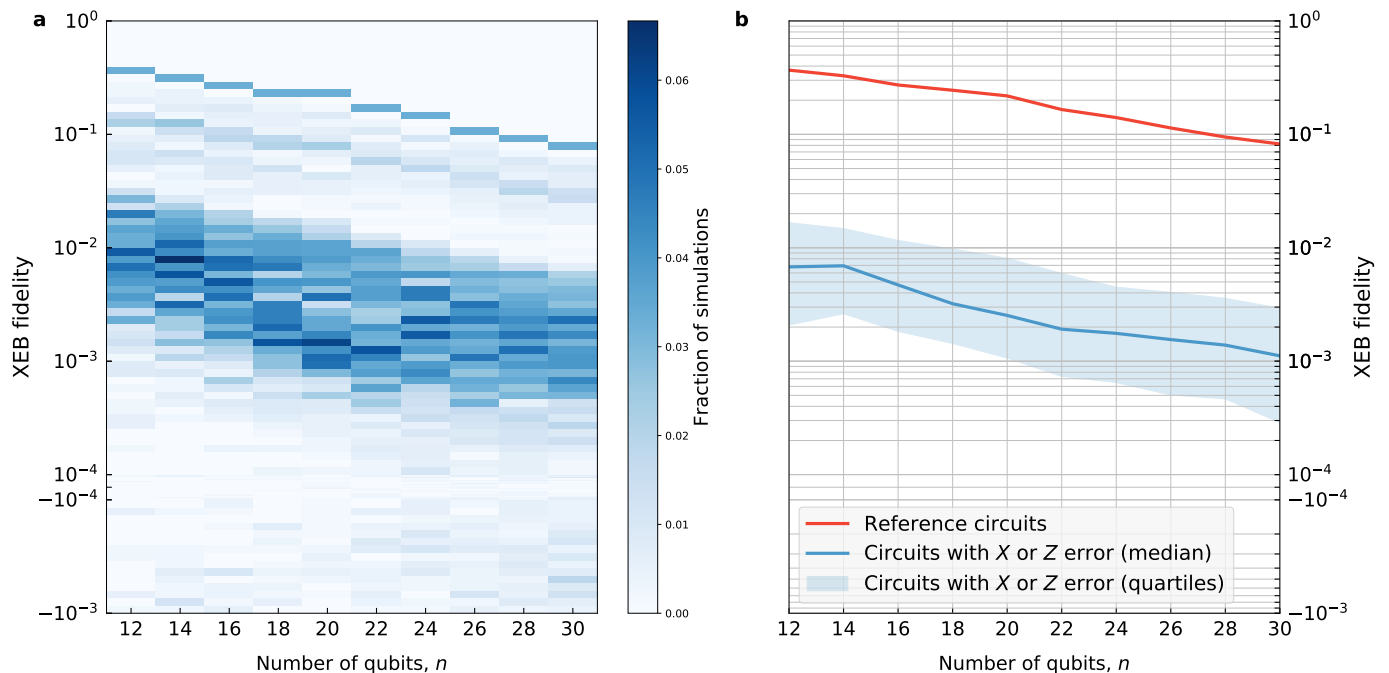 a
10⁰
10⁻¹
10⁻²
10⁻³
10⁻⁴
−10⁻⁴
−10⁻³
XEB fidelity
12 14 16 18 20 22 24 26 28 30
Number of qubits, n
0.06
0.05
0.04
0.03
0.02
0.01
0.00
Fraction of simulations
b
10⁰
10⁻¹
10⁻²
10⁻³
10⁻⁴
−10⁻⁴
−10⁻³
XEB fidelity
Reference circuits
Circuits with X or Z error (median)
Circuits with X or Z error (quartiles)
12 14 16 18 20 22 24 26 28 30
Number of qubits, n